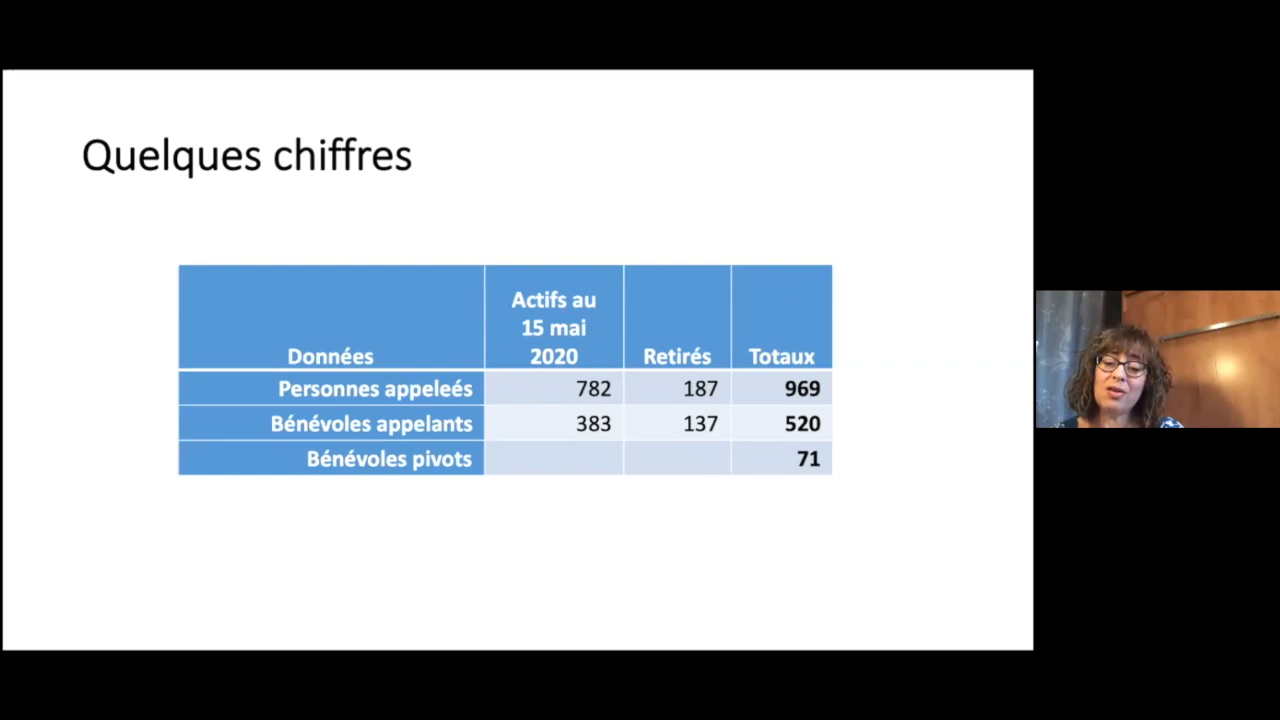 Quelques chiffres
Données
Actifs au
15 mai
2020
Retirés
Totaux
Personnes appeleés 782 187 969
Bénévoles appelants 383 137 520
Bénévoles pivots 71